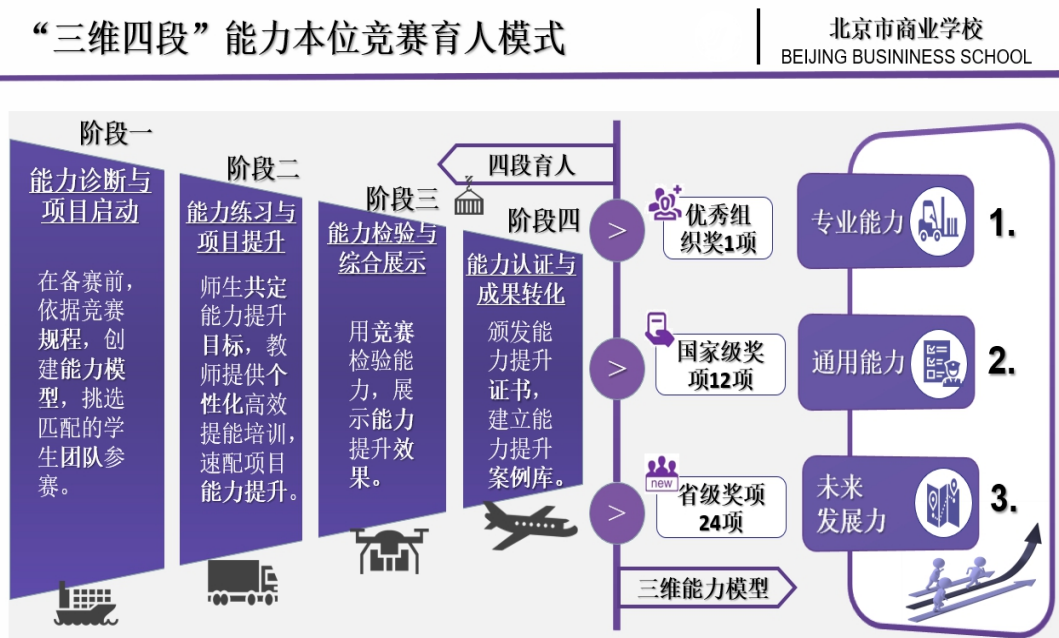 “三维四段”能力本位竞赛育人模式
北京市商业学校
BEIJING BUSININESS SCHOOL
阶段一
能力诊断与
项目启动
在备赛前，
依据竞赛
规程，创
建能力模
型，挑选
匹配的学
生团队参
赛。
阶段二
能力练习与
项目提升
师生共定
能力提升
目标，教
师提供个
性化高效
提能培训，
速配项目
能力提升。
阶段三
能力检验与
综合展示
用竞赛
检验能
力，展
示能力
提升效
果。
阶段四
能力认证与
成果转化
颁发能
力提升
证书，
建立能
力提升
案例库。
四段育人
>
优秀组
织奖1项
>
国家级奖
项12项
>
new
省级奖项
24项
三维能力模型
专业能力
1.
通用能力
2.
未来
发展力
3.